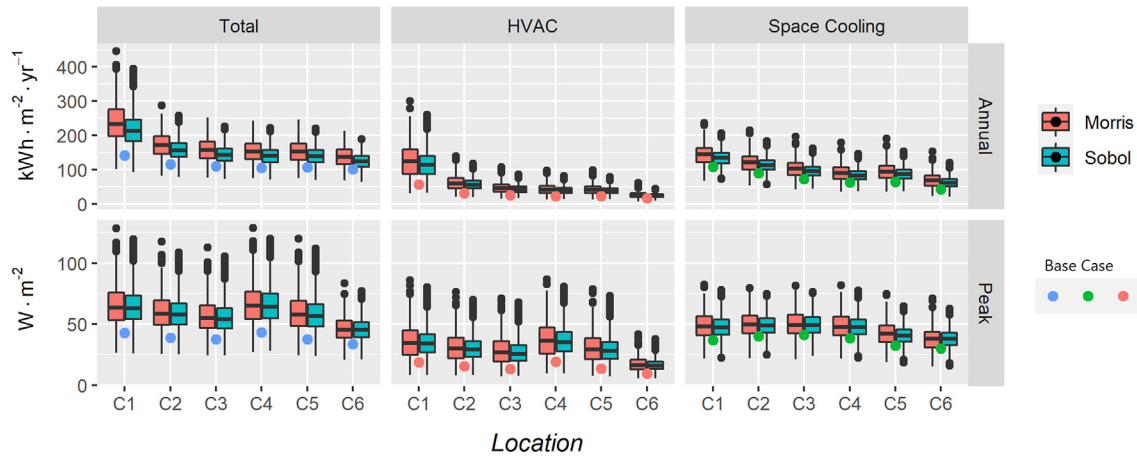 Total HVAC Space Cooling
kWh · m⁻² · yr⁻¹
400
300
200
100
0
Annual
W · m⁻²
100
50
0
Peak
C1 C2 C3 C4 C5 C6 C1 C2 C3 C4 C5 C6 C1 C2 C3 C4 C5 C6
Location
Morris
Sobol
Base Case